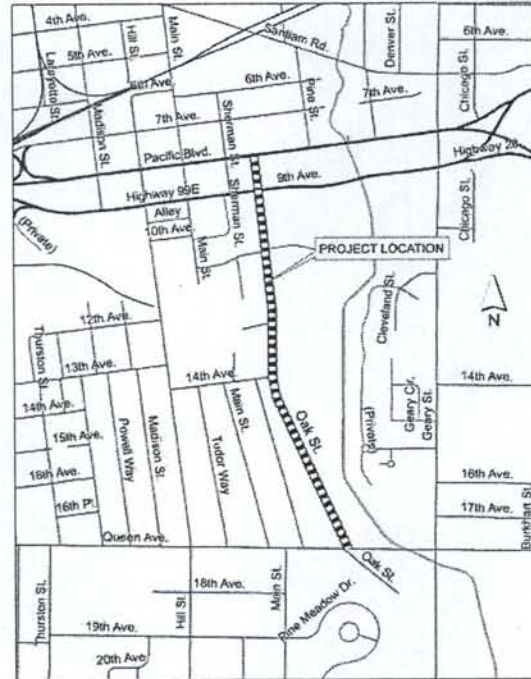 4th Ave.
Main St.
Hill St.
Santiam Rd.
Denver St.
6th Ave.
5th Ave.
Lafayette St.
Chicago St.
6th Ave.
Madison St.
Pine St.
7th Ave.
Sherman St.
7th Ave.
Pacific Blvd.
Highway 20
9th Ave.
Highway 99E
Sherman St.
Chicago St.
Alley
10th Ave.
(Private)
Main St.
PROJECT LOCATION
Cleveland St.
N
12th Ave.
Thurston St.
13th Ave.
14th Ave.
14th Ave.
Geary Cir.
Geary St.
14th Ave.
Main St.
Oak St.
(Private)
Powell Way
Madison St.
Tudor Way
15th Ave.
16th Ave.
16th Ave.
16th Pl.
17th Ave.
Burkhart St.
Queen Ave.
Oak St.
Thurston St.
18th Ave.
Main St.
Hill St.
Pine Meadow Dr.
19th Ave.
20th Ave.